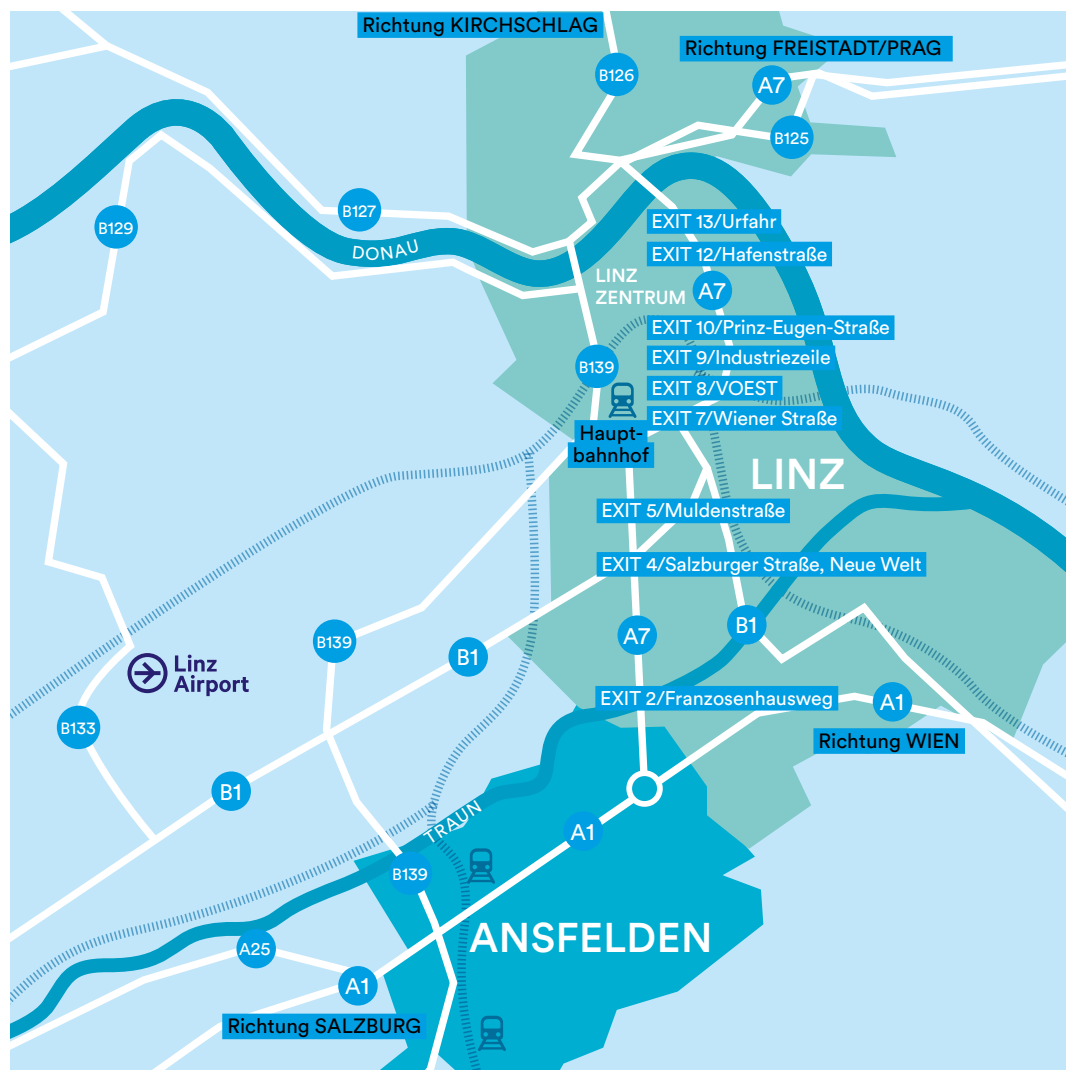 Richtung KIRCHSCHLAG
Richtung FREISTADT/PRAG
B126
A7
B125
B127
B129
EXIT 13/Urfahr
DONAU
EXIT 12/Hafenstraße
LINZ
ZENTRUM
A7
EXIT 10/Prinz-Eugen-Straße
EXIT 9/Industriezeile
B139
EXIT 8/VOEST
EXIT 7/Wiener Straße
Haupt-
bahnhof
LINZ
EXIT 5/Muldenstraße
EXIT 4/Salzburger Straße, Neue Welt
B1
A7
B139
B1
Linz
Airport
EXIT 2/Franzosenhausweg
A1
B133
Richtung WIEN
B1
TRAUN
A1
B139
ANSFELDEN
A25
A1
Richtung SALZBURG